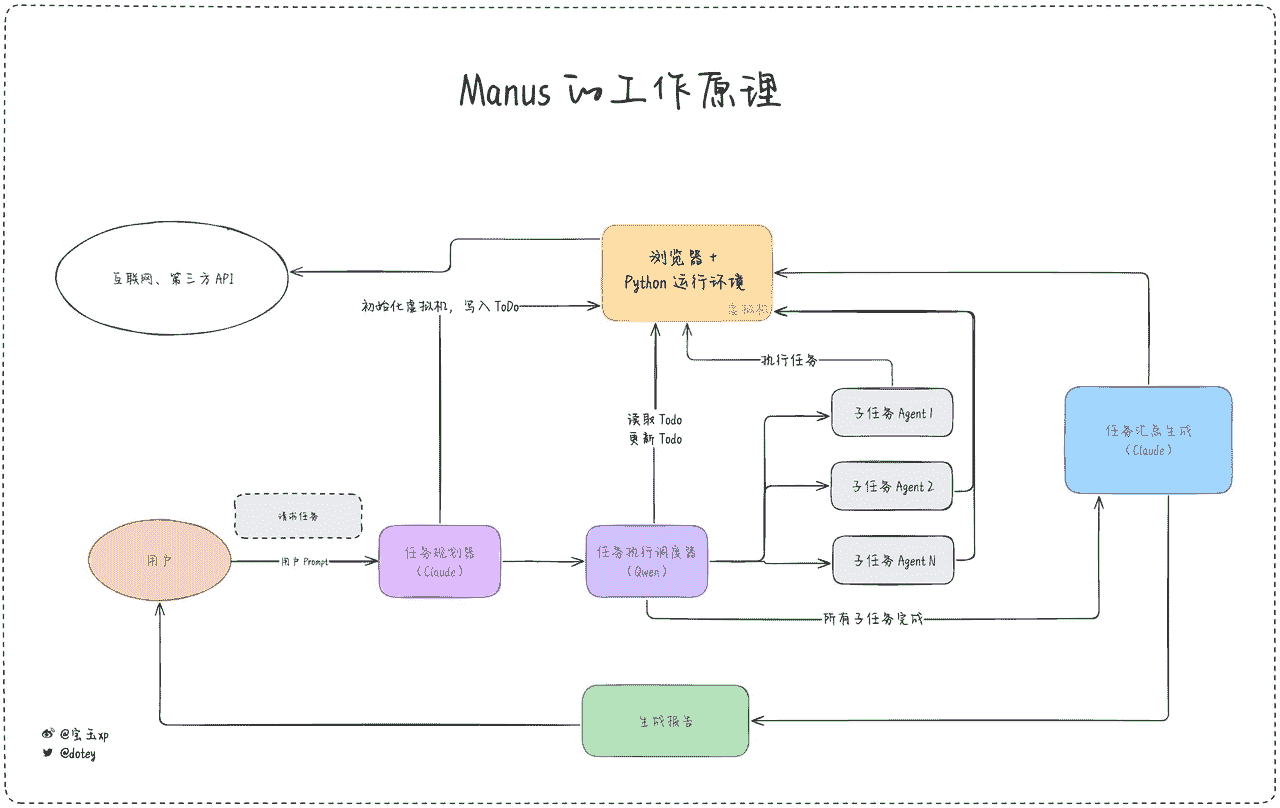 Manus 的工作原理
互联网、第三方 API
浏览器 +
Python 运行环境
虚拟机
初始化虚拟机，写入 ToDo
执行任务
读取 Todo
更新 Todo
子任务 Agent 1
子任务 Agent 2
子任务 Agent N
任务汇总生成
（Claude）
请求任务
用户
用户 Prompt
任务规划器
（Claude）
任务执行调度器
（Qwen）
所有子任务完成
生成报告
@宝玉xp
@dotey